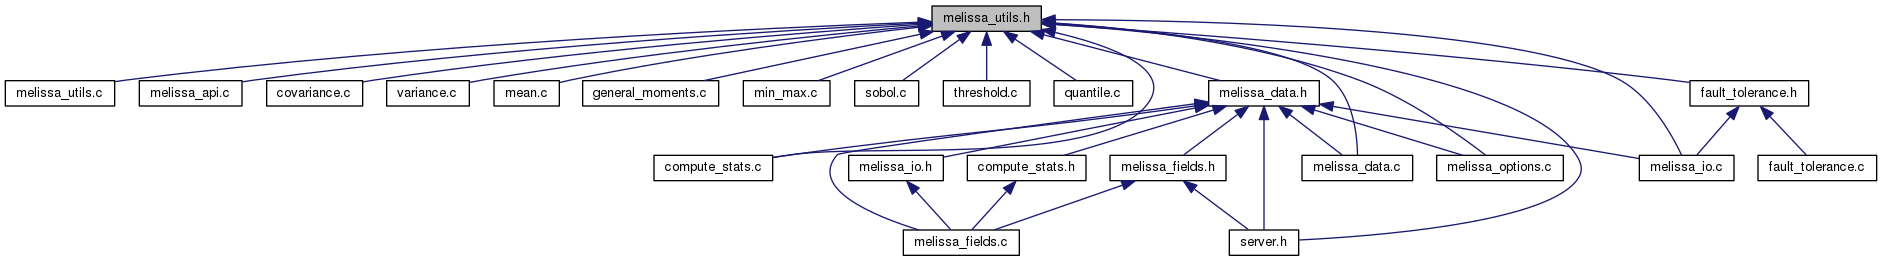 melissa_utils.h
melissa_utils.c
melissa_api.c
covariance.c
variance.c
mean.c
general_moments.c
min_max.c
sobol.c
threshold.c
quantile.c
melissa_data.h
fault_tolerance.h
compute_stats.c
melissa_io.h
compute_stats.h
melissa_fields.h
melissa_data.c
melissa_options.c
melissa_io.c
fault_tolerance.c
melissa_fields.c
server.h